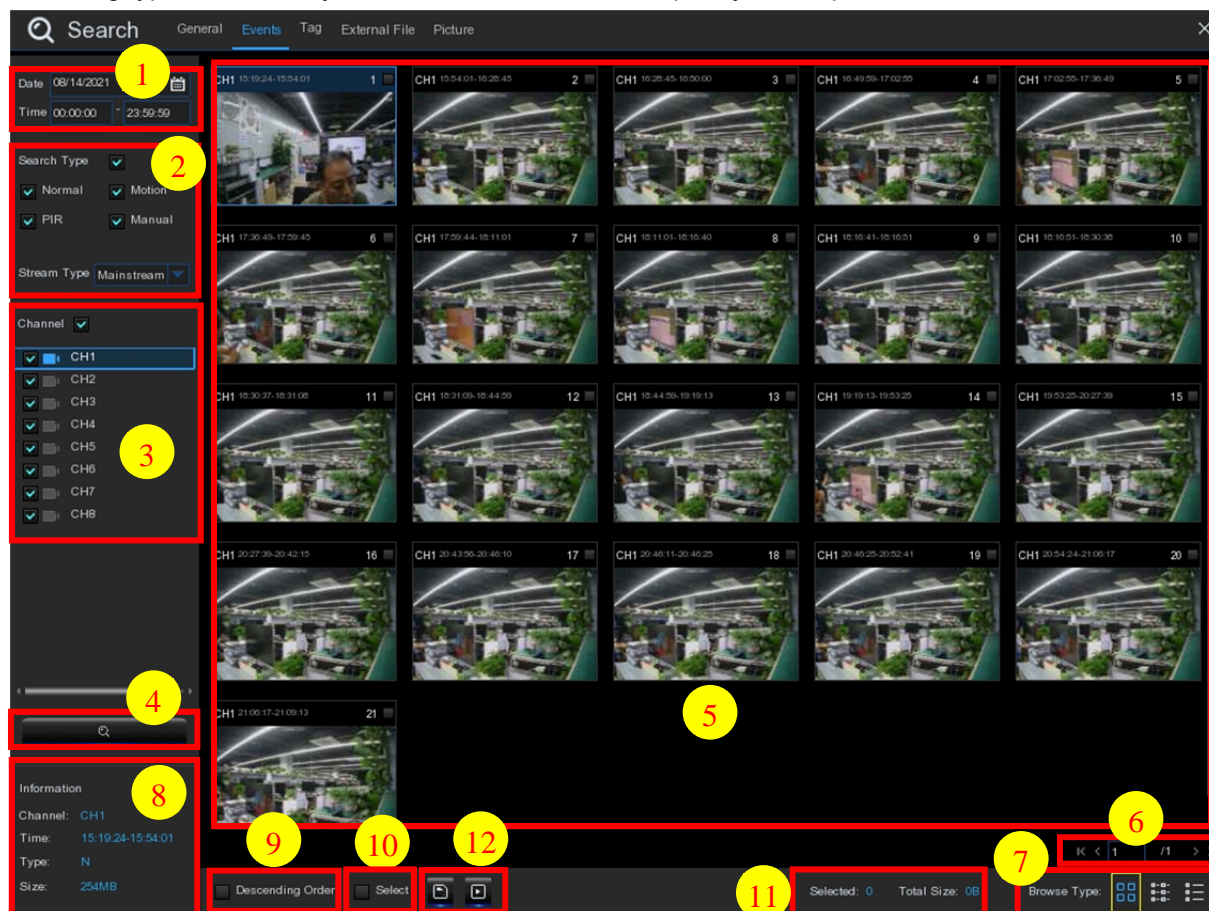 Search General Events Tag External File Picture
Date 08/14/2021
Time 00:00:00 - 23:59:59
1
Search Type
Normal Motion
PIR Manual
Stream Type Mainstream
2
Channel
CH1
CH2
CH3
CH4
CH5
CH6
CH7
CH8
3
4
Information
Channel: CH1
Time: 15:19:24-15:54:01
Type: N
Size: 254MB
8
CH1 15:19:24-15:54:01 1
CH1 15:54:01-16:28:45 2
CH1 16:28:45-16:50:00 3
CH1 16:49:59-17:02:55 4
CH1 17:02:55-17:36:49 5
CH1 17:36:49-17:59:45 6
CH1 17:59:44-18:11:01 7
CH1 18:11:01-18:16:40 8
CH1 18:16:41-18:16:51 9
CH1 18:16:51-18:30:38 10
CH1 18:30:37-18:31:08 11
CH1 18:31:09-18:44:59 12
CH1 18:44:59-19:19:13 13
CH1 19:19:13-19:53:25 14
CH1 19:53:25-20:27:39 15
CH1 20:27:39-20:42:15 16
CH1 20:43:56-20:46:10 17
CH1 20:46:11-20:46:25 18
CH1 20:46:25-20:52:41 19
CH1 20:54:24-21:06:17 20
CH1 21:06:17-21:09:13 21
5
6
1 /1
9
Descending Order
10
Select
12
11
Selected: 0 Total Size: 0B
7
Browse Type: